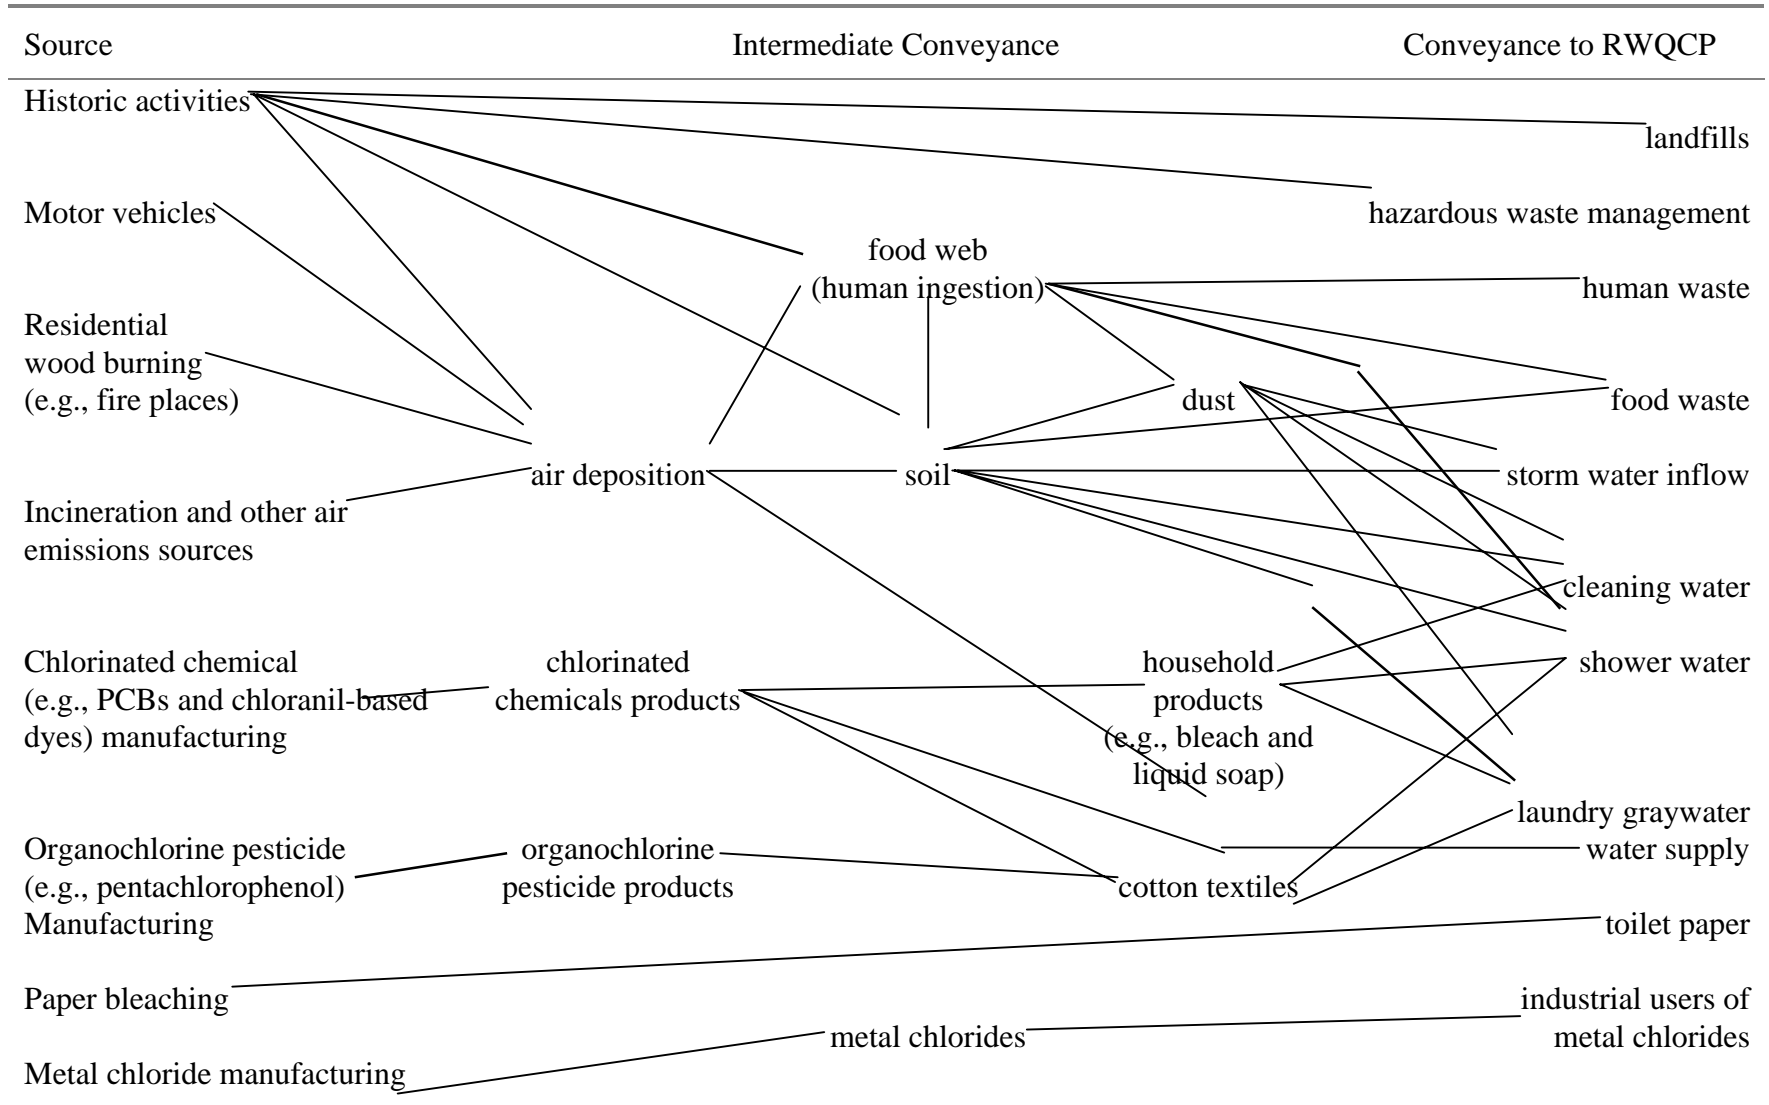 Source Intermediate Conveyance Conveyance to RWQCP
Historic activities
landfills
Motor vehicles
hazardous waste management
food web
(human ingestion)
human waste
Residential
wood burning
(e.g., fire places)
dust
food waste
air deposition
soil
storm water inflow
Incineration and other air
emissions sources
cleaning water
Chlorinated chemical
(e.g., PCBs and chloranil-based
dyes) manufacturing
chlorinated
chemicals products
household
products
(e.g., bleach and
liquid soap)
shower water
laundry graywater
Organochlorine pesticide
(e.g., pentachlorophenol)
Manufacturing
organochlorine
pesticide products
water supply
cotton textiles
toilet paper
Paper bleaching
industrial users of
metal chlorides
metal chlorides
Metal chloride manufacturing